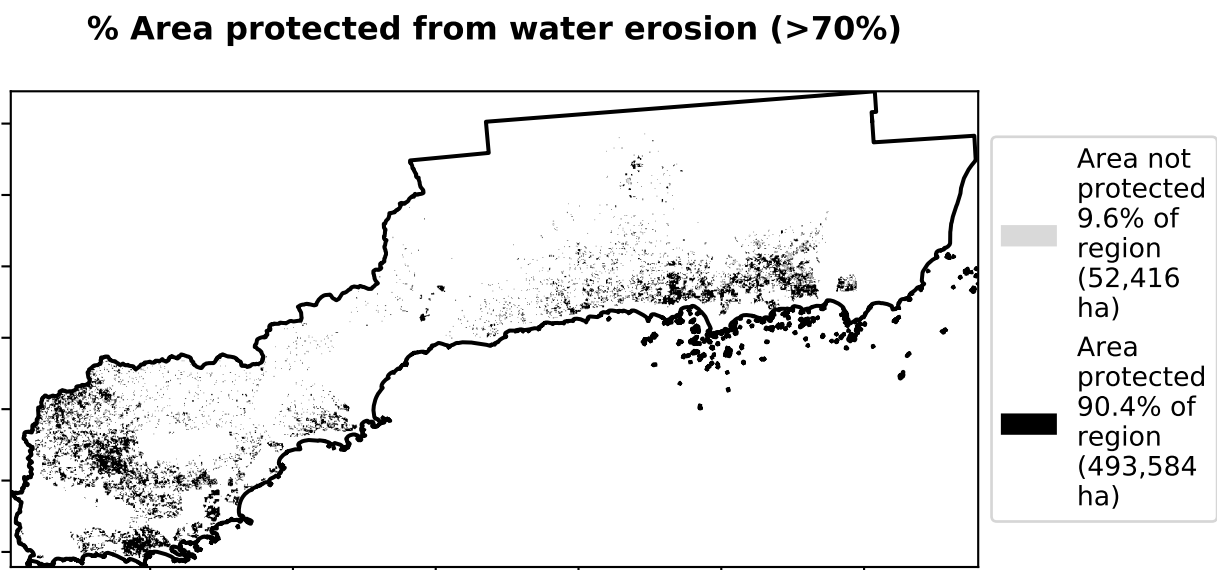 % Area protected from water erosion (>70%)
Area not
protected
9.6% of
region
(52,416
ha)
Area
protected
90.4% of
region
(493,584
ha)